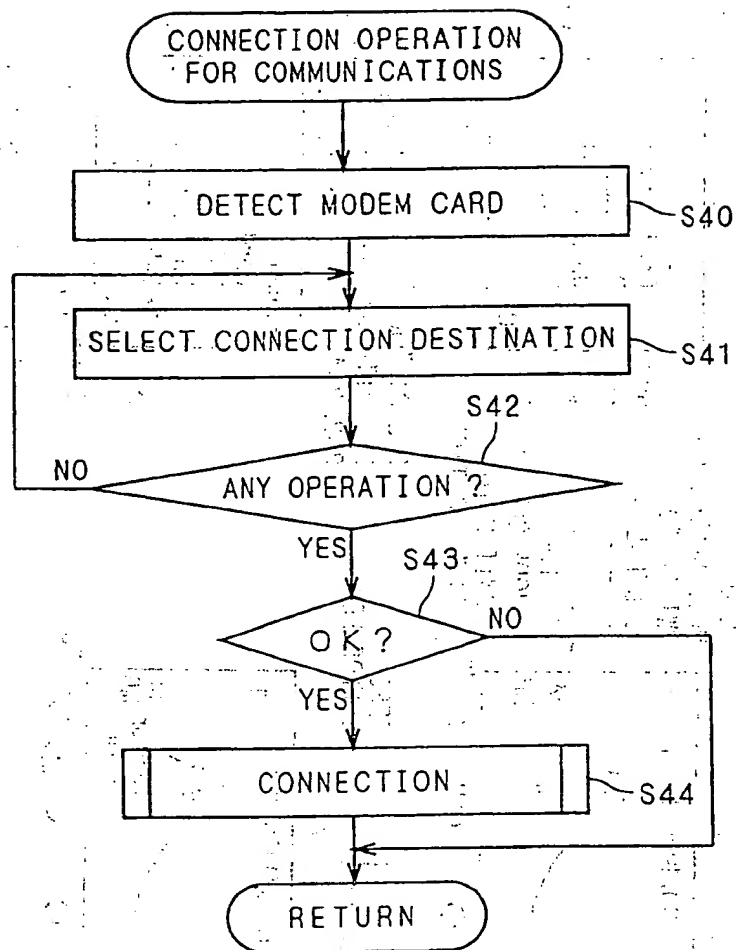 CONNECTION OPERATION
FOR COMMUNICATIONS
DETECT MODEM CARD
S40
SELECT CONNECTION DESTINATION
S41
S42
NO
ANY OPERATION ?
YES
S43
OK?
NO
YES
CONNECTION
S44
RETURN